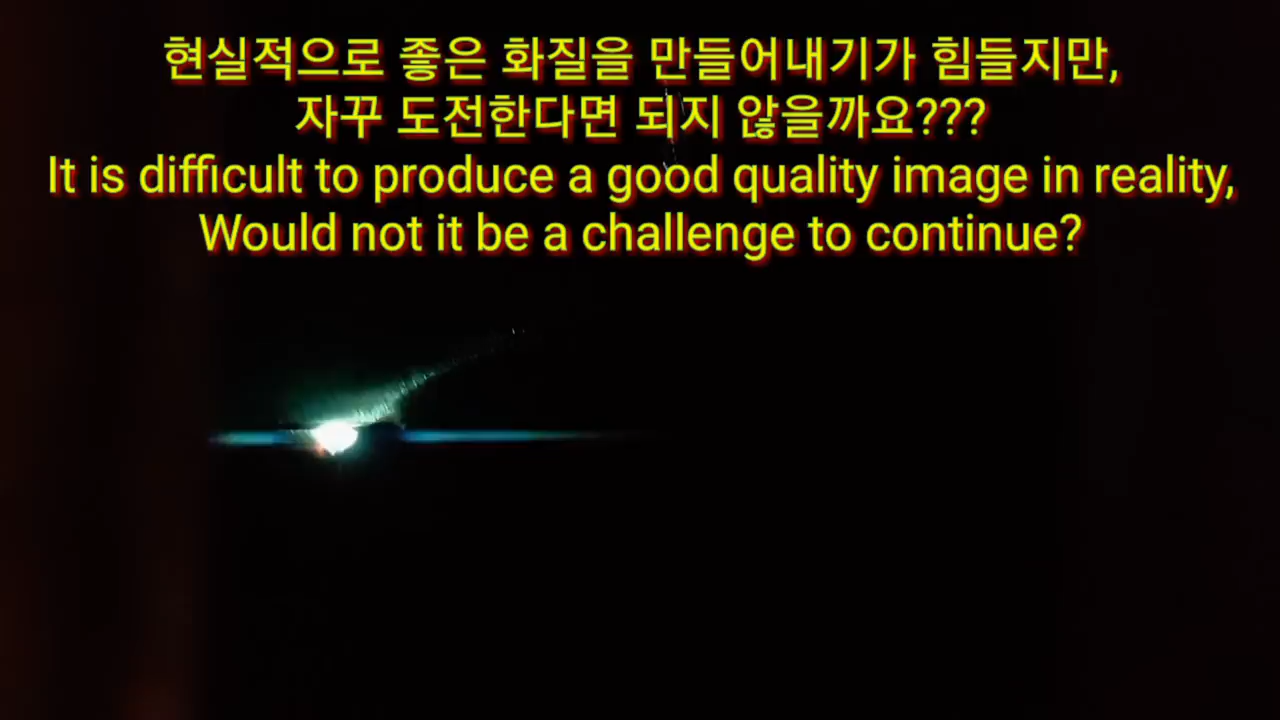 현실적으로 좋은 화질을 만들어내기가 힘들지만,
자꾸 도전한다면 되지 않을까요???
It is difficult to produce a good quality image in reality,
Would not it be a challenge to continue?